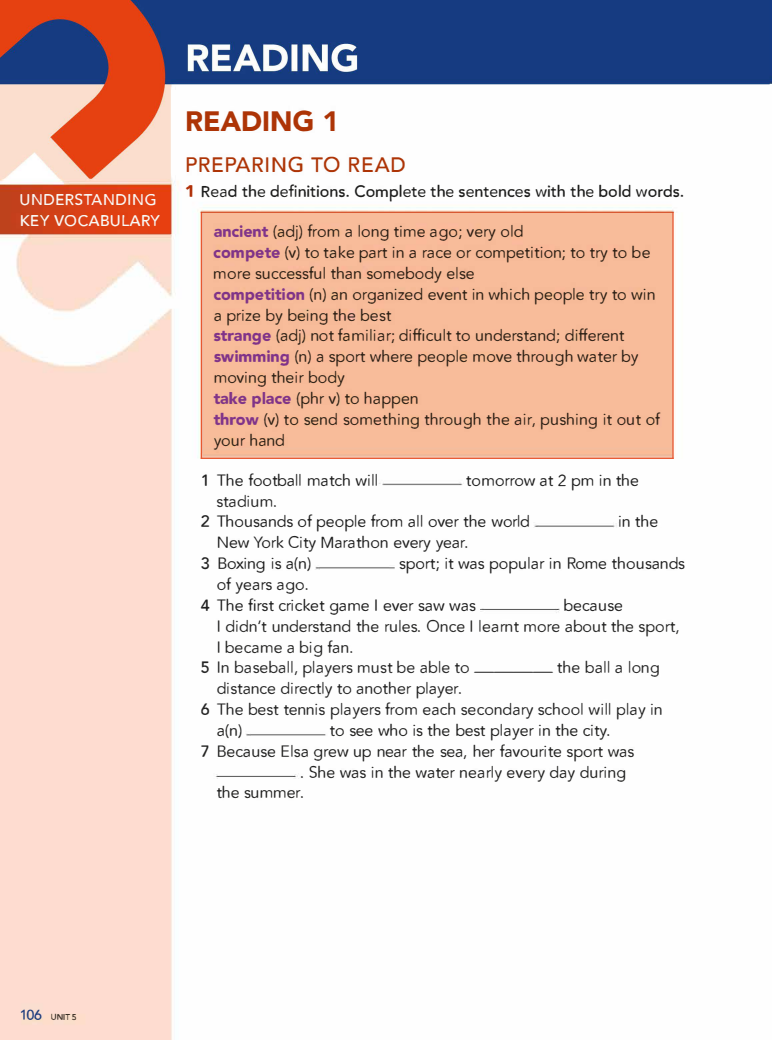 READING
READING 1
PREPARING TO READ
UNDERSTANDING
KEY VOCABULARY
1 Read the definitions. Complete the sentences with the bold words.
ancient (adj) from a long time ago; very old
compete (v) to take part in a race or competition; to try to be
more successful than somebody else
competition (n) an organized event in which people try to win
a prize by being the best
strange (adj) not familiar; difficult to understand; different
swimming (n) a sport where people move through water by
moving their body
take place (phr v) to happen
throw (v) to send something through the air, pushing it out of
your hand
1 The football match will __________ tomorrow at 2 pm in the
stadium.
2 Thousands of people from all over the world __________ in the
New York City Marathon every year.
3 Boxing is a(n) __________ sport; it was popular in Rome thousands
of years ago.
4 The first cricket game I ever saw was __________ because
I didn't understand the rules. Once I learnt more about the sport,
I became a big fan.
5 In baseball, players must be able to __________ the ball a long
distance directly to another player.
6 The best tennis players from each secondary school will play in
a(n) __________ to see who is the best player in the city.
7 Because Elsa grew up near the sea, her favourite sport was
__________ . She was in the water nearly every day during
the summer.
106 UNIT 5